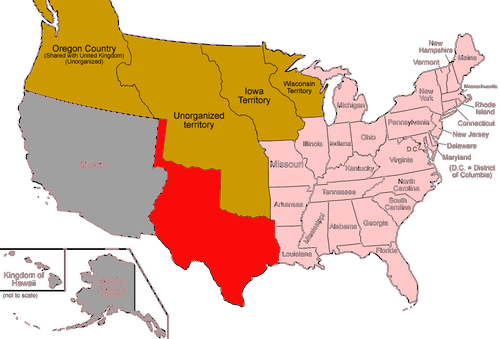 Oregon Country
(Shared with United Kingdom)
(Unorganized)
Iowa
Territory
Wisconsin
Territory
Unorganized
territory
Mexico
New
Hampshire
Vermont
Maine
Massachusetts
New
York
Rhode
Island
Connecticut
New Jersey
Delaware
Maryland
(D.C. = District
of Columbia)
D.C.
Michigan
Pennsylvania
Illinois
Indiana
Ohio
Missouri
Kentucky
Virginia
North
Carolina
Tennessee
South
Carolina
Arkansas
Mississippi
Alabama
Georgia
Louisiana
Florida
Kingdom of
Hawaii
(not to scale)